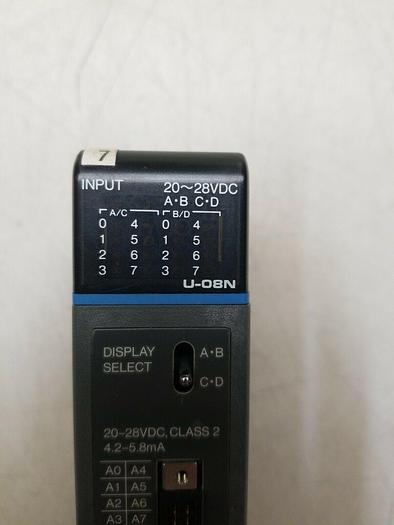 7
INPUT 20~28VDC
A•B C•D
A/C B/D
0 4 0 4
1 5 1 5
2 6 2 6
3 7 3 7
U-08N
DISPLAY SELECT A•B
C•D
20-28VDC, CLASS 2
4.2-5.8mA
A0 A4
A1 A5
A2 A6
A3 A7